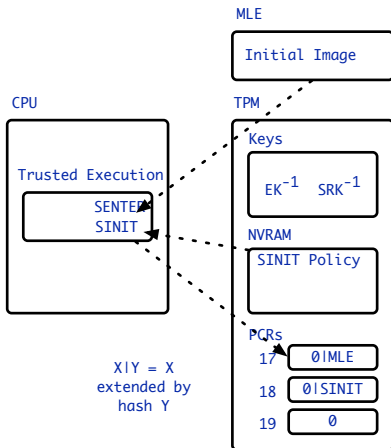 MLE
Initial Image
CPU
TPM
Keys
Trusted Execution
EK-1 SRK-1
SENTER
SINIT
NVRAM
SINIT Policy
PCRs
17 0|MLE
X|Y = X
extended by
hash Y
18 0|SINIT
19 0